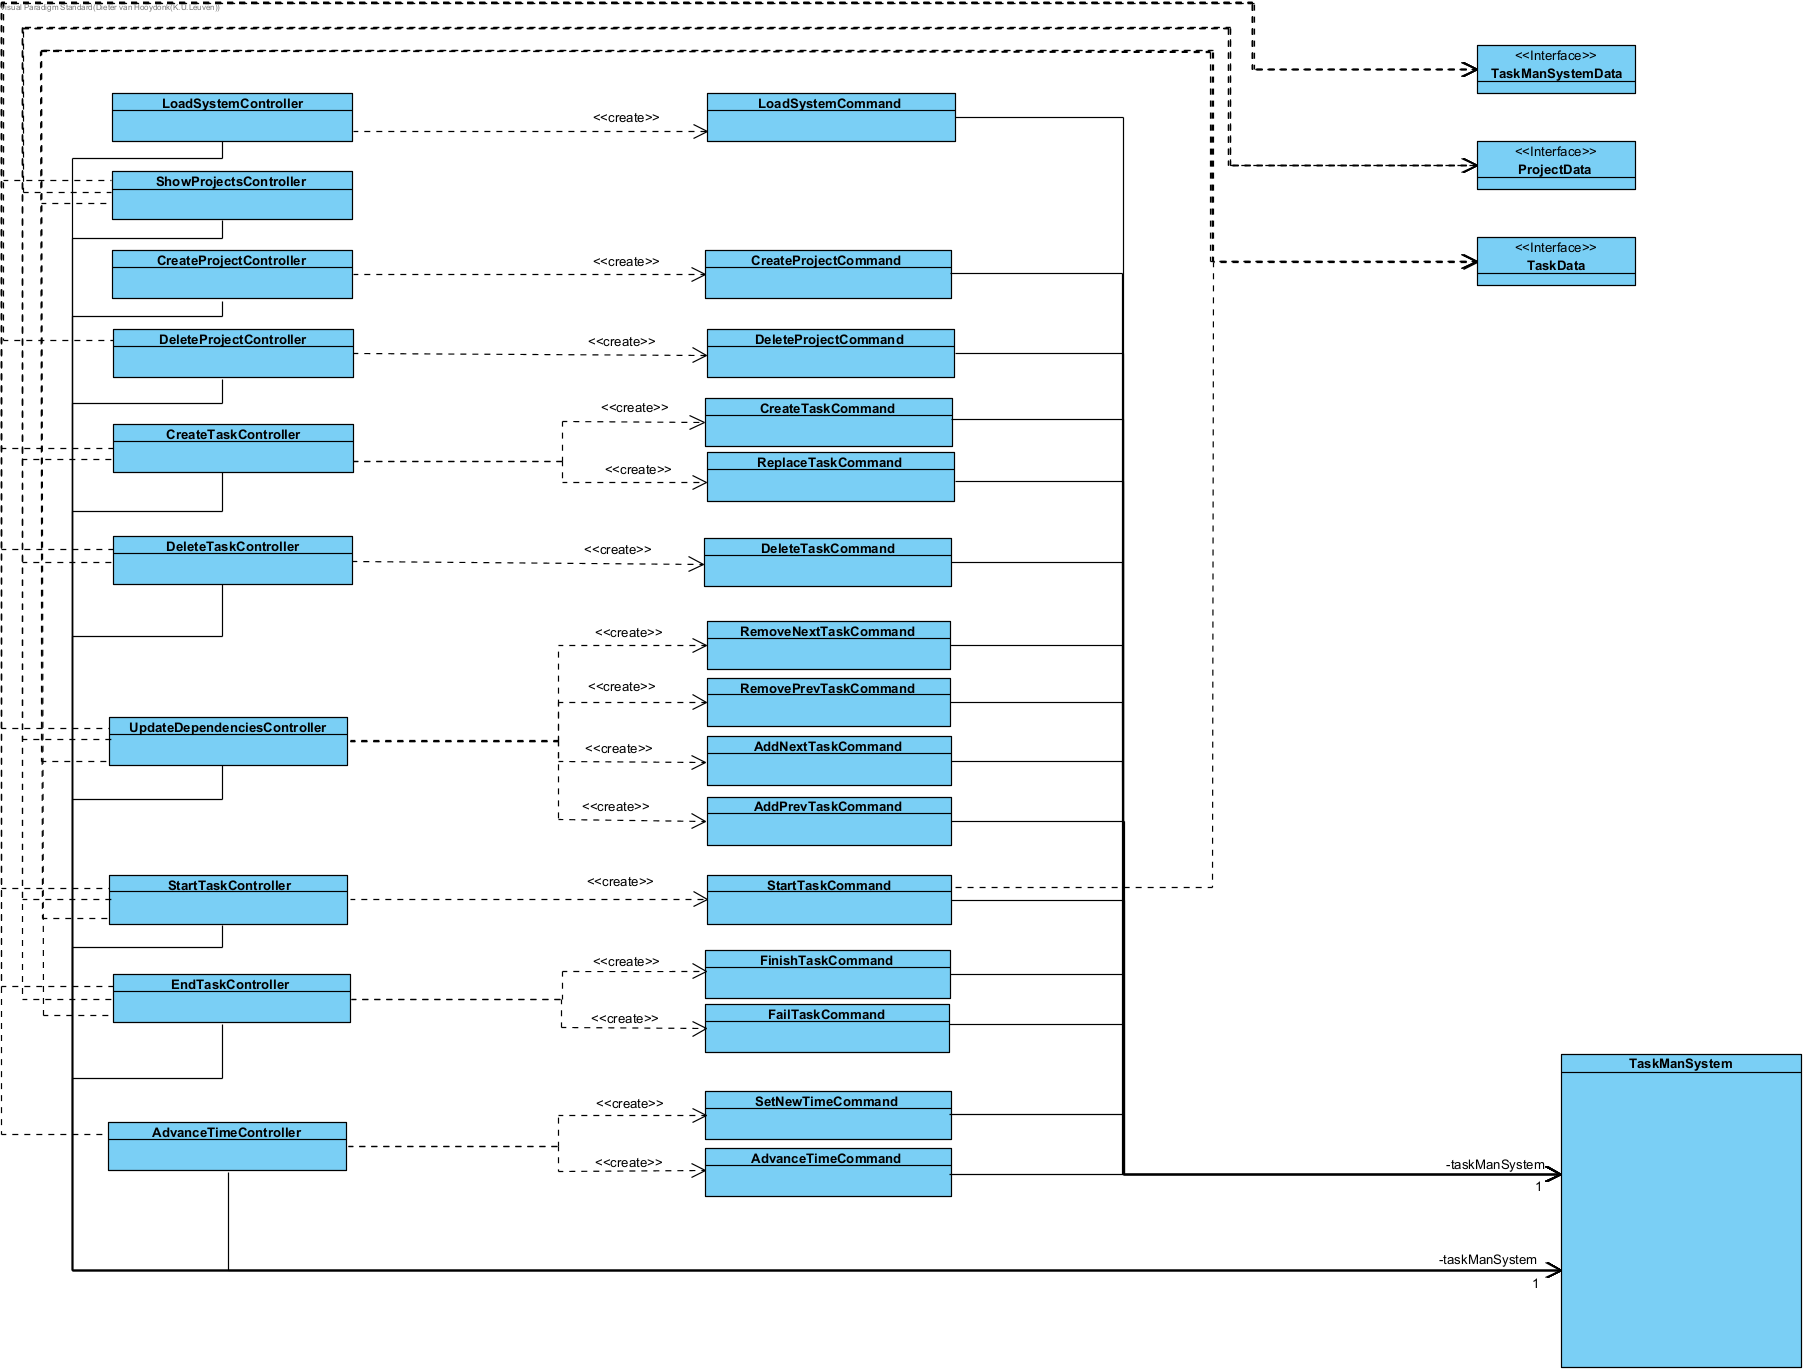 Visual Paradigm Standard(Dieter van Hooydonk(K.U.Leuven))
<<Interface>>
TaskManSystemData
LoadSystemController
<<create>>
LoadSystemCommand
<<Interface>>
ProjectData
ShowProjectsController
<<Interface>>
TaskData
CreateProjectController
<<create>>
CreateProjectCommand
DeleteProjectController
<<create>>
DeleteProjectCommand
CreateTaskController
<<create>>
CreateTaskCommand
<<create>>
ReplaceTaskCommand
DeleteTaskController
<<create>>
DeleteTaskCommand
UpdateDependenciesController
<<create>>
RemoveNextTaskCommand
<<create>>
RemovePrevTaskCommand
<<create>>
AddNextTaskCommand
<<create>>
AddPrevTaskCommand
StartTaskController
<<create>>
StartTaskCommand
EndTaskController
<<create>>
FinishTaskCommand
<<create>>
FailTaskCommand
TaskManSystem
AdvanceTimeController
<<create>>
SetNewTimeCommand
<<create>>
AdvanceTimeCommand
-taskManSystem
1
-taskManSystem
1